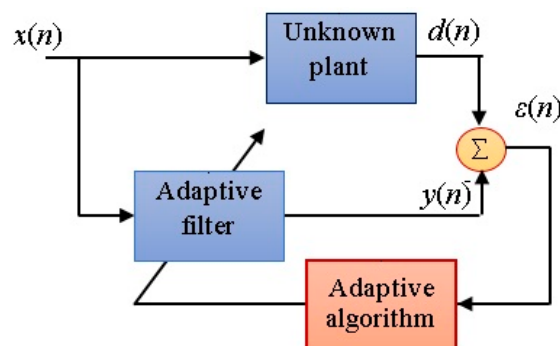 x(n)
Unknown
plant
d(n)
ε(n)
Σ
Adaptive
filter
y(n)
-
Adaptive
algorithm